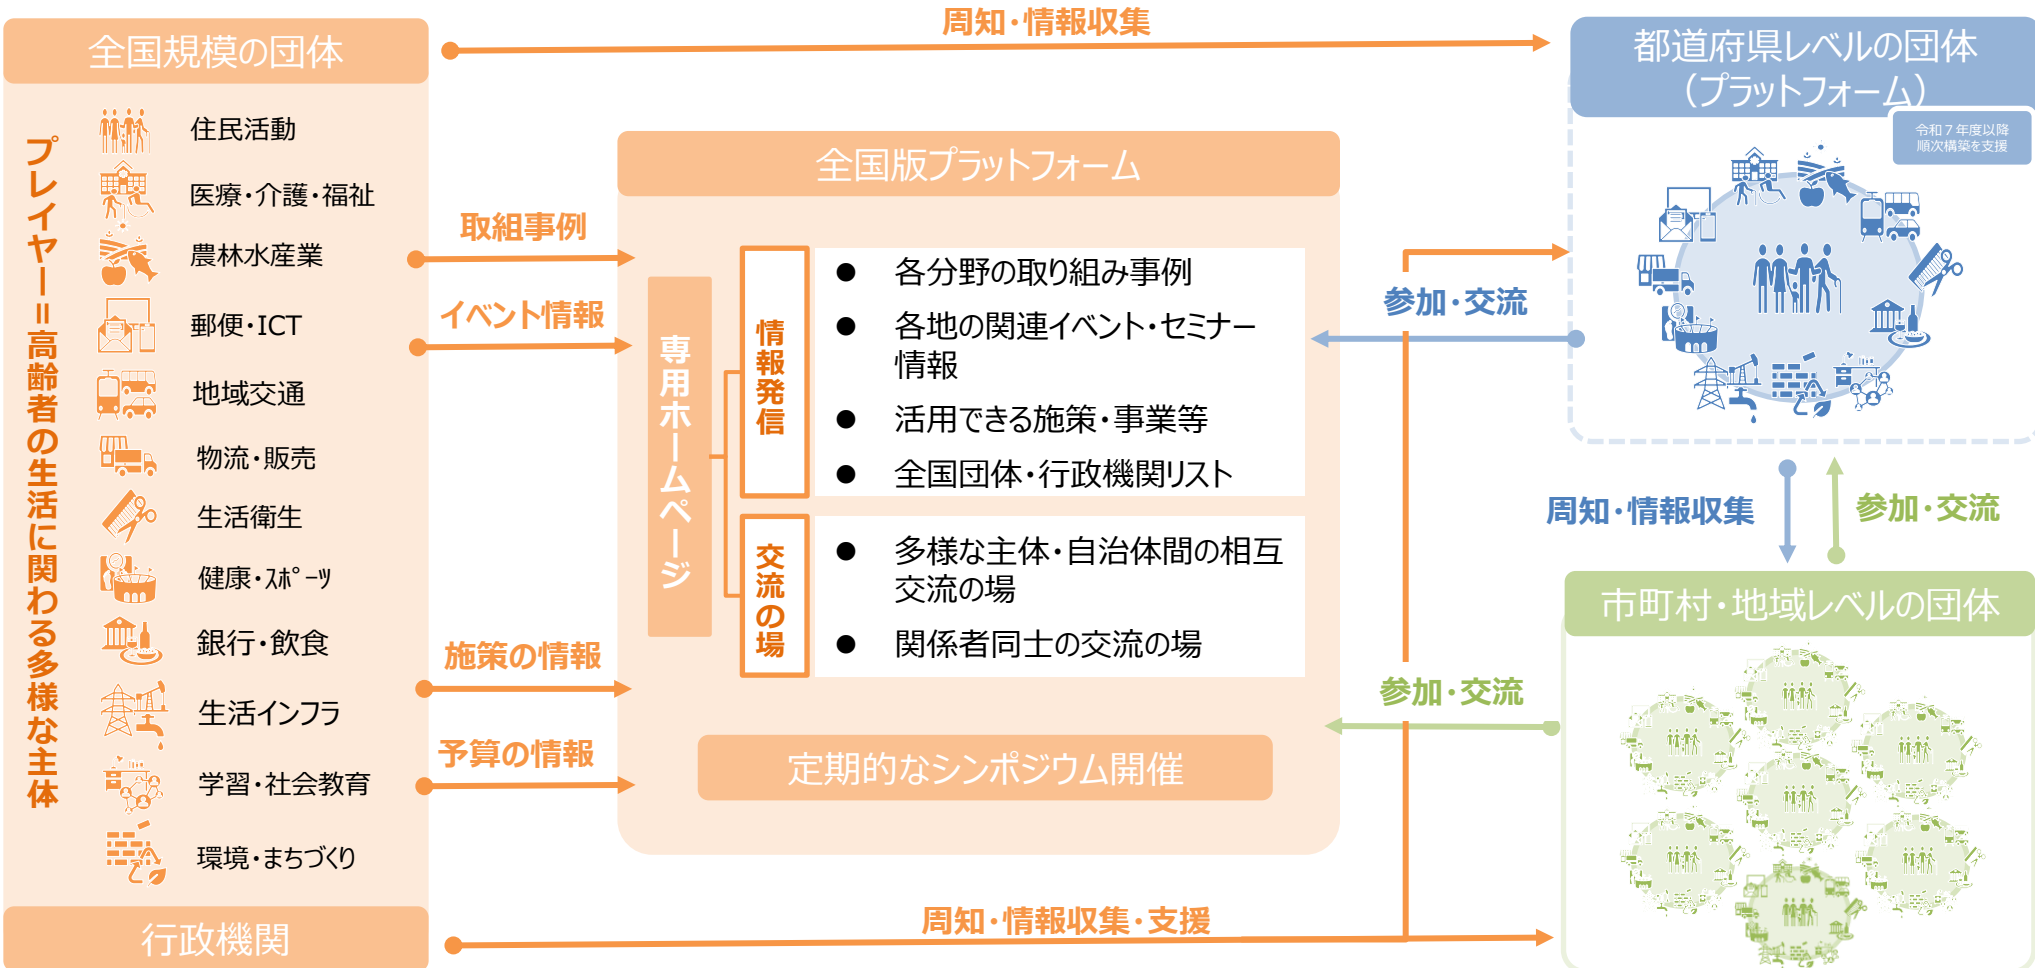 周知・情報収集
全国規模の団体
プレイヤー=高齢者の生活に関わる多様な主体
住民活動
医療・介護・福祉
農林水産業
郵便・ICT
地域交通
物流・販売
生活衛生
健康・ｽﾎﾟｰﾂ
銀行・飲食
生活インフラ
学習・社会教育
環境・まちづくり
行政機関
取組事例
イベント情報
施策の情報
予算の情報
全国版プラットフォーム
専用ホームページ
情報発信
● 各分野の取り組み事例
● 各地の関連イベント・セミナー
情報
● 活用できる施策・事業等
● 全国団体・行政機関リスト
交流の場
● 多様な主体・自治体間の相互
交流の場
● 関係者同士の交流の場
定期的なシンポジウム開催
周知・情報収集・支援
参加・交流
参加・交流
都道府県レベルの団体
（プラットフォーム）
令和７年度以降
順次構築を支援
周知・情報収集
参加・交流
市町村・地域レベルの団体